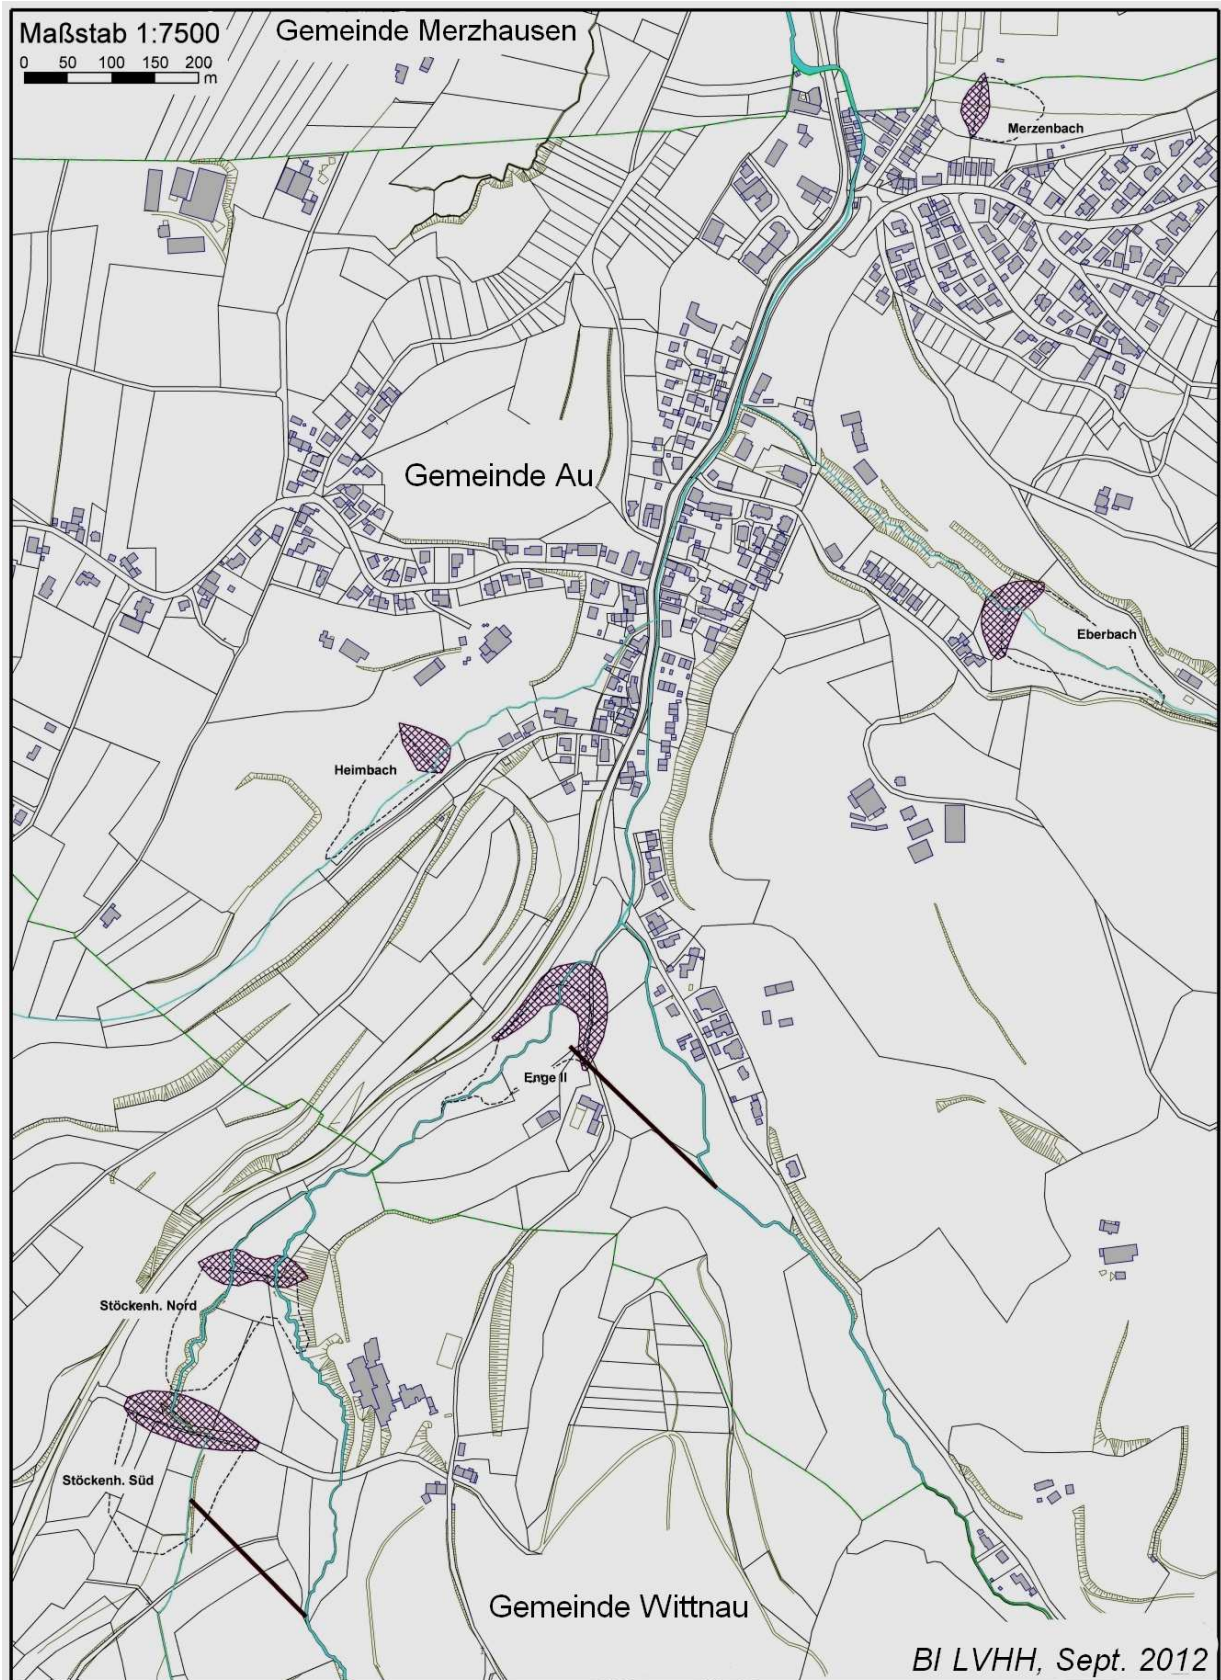 Maßstab 1:7500
0 50 100 150 200
m
Gemeinde Merzhausen
Merzenbach
Gemeinde Au
Eberbach
Heimbach
Enge II
Stöckenh. Nord
Stöckenh. Süd
Gemeinde Wittnau
BI LVHH, Sept. 2012